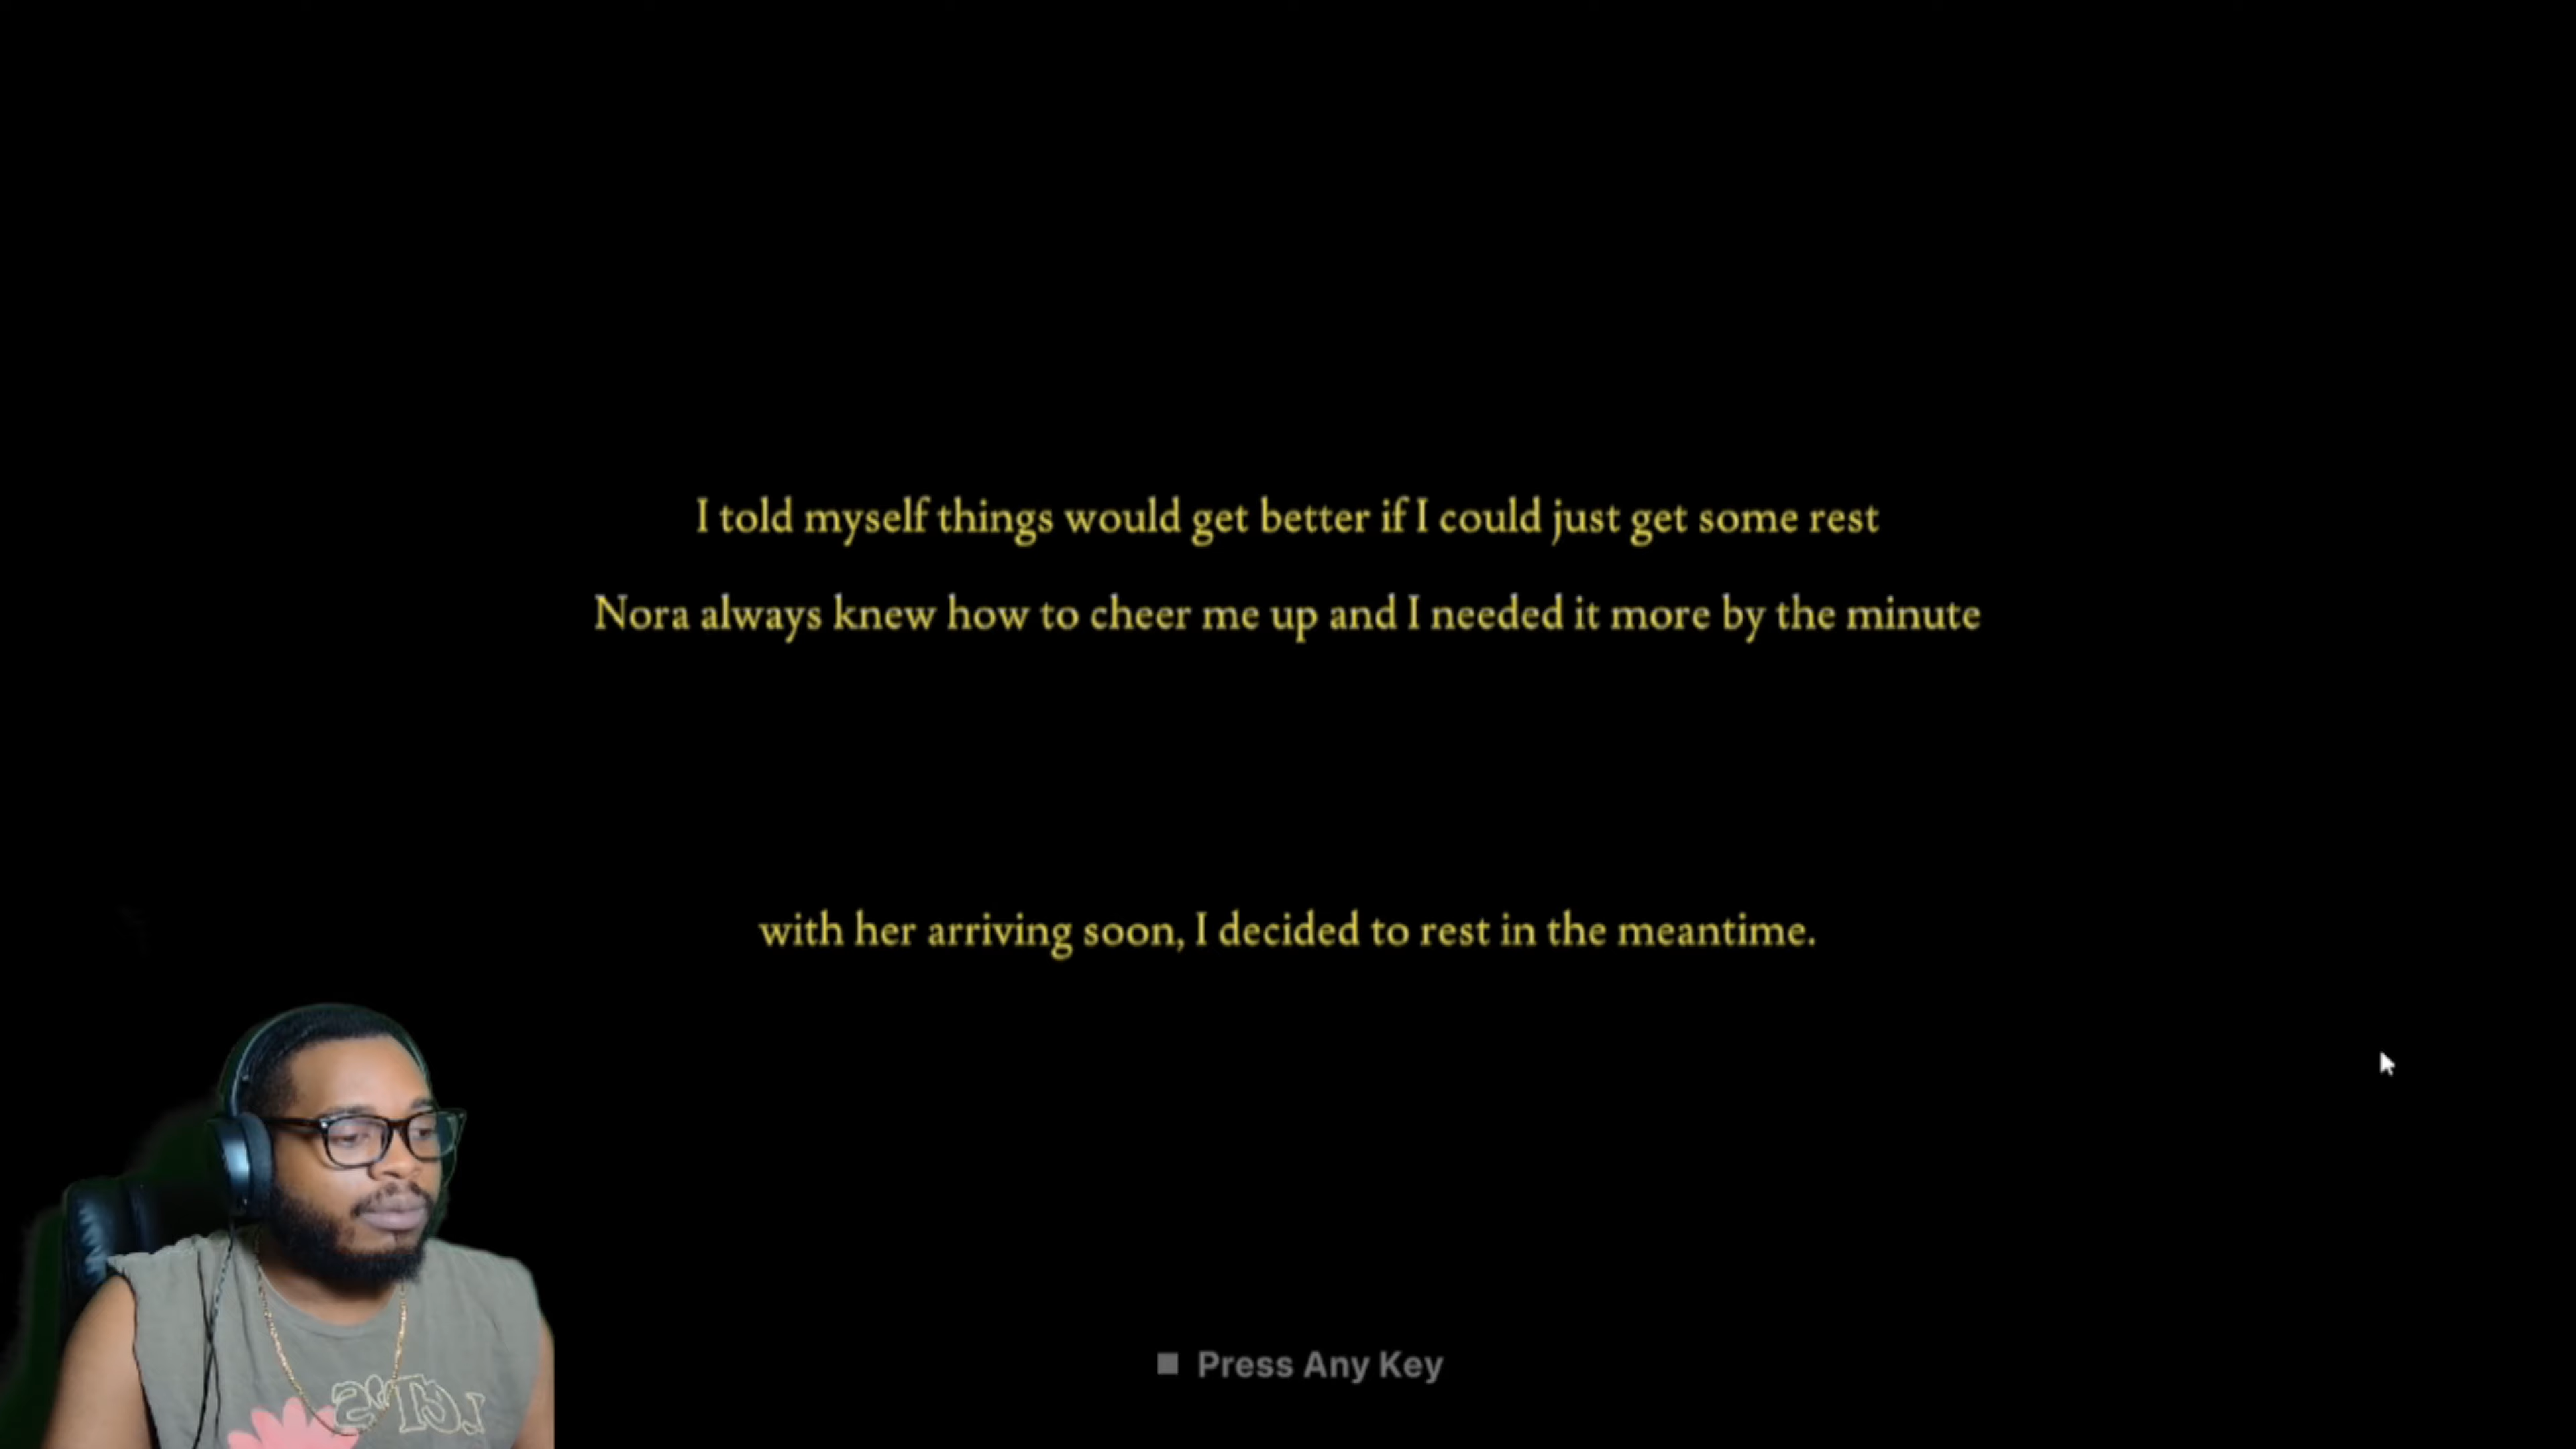 I told myself things would get better if I could just get some rest
Nora always knew how to cheer me up and I needed it more by the minute
with her arriving soon, I decided to rest in the meantime.
Press Any Key